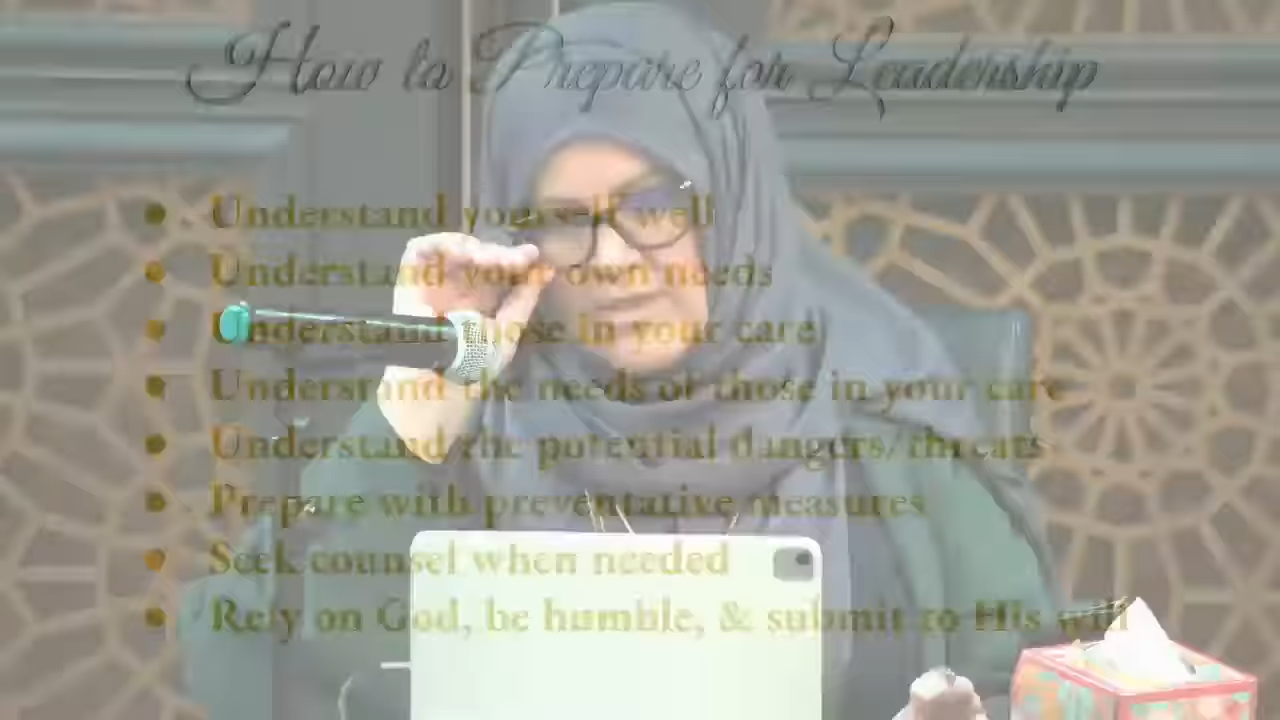 How to Prepare for Leadership
• Understand yourself well
• Understand your own needs
• Understand those in your care
• Understand the needs of those in your care
• Understand the potential dangers/threats
• Prepare with preventative measures
• Seek counsel when needed
• Rely on God, be humble, & submit to His will